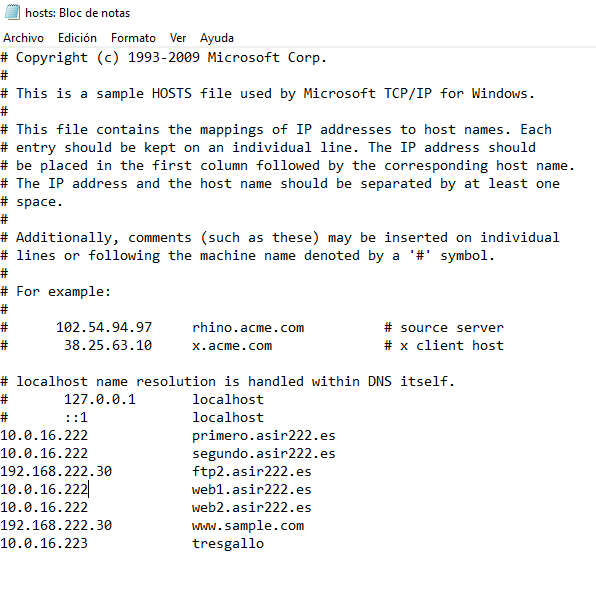 hosts: Bloc de notas
Archivo Edición Formato Ver Ayuda
# Copyright (c) 1993-2009 Microsoft Corp.
#
# This is a sample HOSTS file used by Microsoft TCP/IP for Windows.
#
# This file contains the mappings of IP addresses to host names. Each
# entry should be kept on an individual line. The IP address should
# be placed in the first column followed by the corresponding host name.
# The IP address and the host name should be separated by at least one
# space.
#
# Additionally, comments (such as these) may be inserted on individual
# lines or following the machine name denoted by a '#' symbol.
#
# For example:
#
#      102.54.94.97     rhino.acme.com          # source server
#       38.25.63.10     x.acme.com              # x client host

# localhost name resolution is handled within DNS itself.
#       127.0.0.1       localhost
#       ::1             localhost
10.0.16.222             primero.asir222.es
10.0.16.222             segundo.asir222.es
192.168.222.30          ftp2.asir222.es
10.0.16.222             web1.asir222.es
10.0.16.222             web2.asir222.es
192.168.222.30          www.sample.com
10.0.16.223             tresgallo